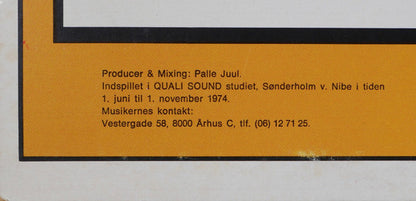 Producer & Mixing: Palle Juul.
Indspillet i QUALI SOUND studiet, Sønderholm v. Nibe i tiden
1. juni til 1. november 1974.
Musikernes kontakt:
Vestergade 58, 8000 Århus C, tlf. (06) 12 71 25.